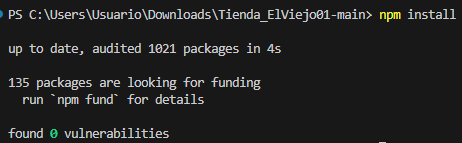 PS C:\Users\Usuario\Downloads\Tienda_ElViejo01-main> npm install
up to date, audited 1021 packages in 4s
135 packages are looking for funding
run `npm fund` for details
found 0 vulnerabilities